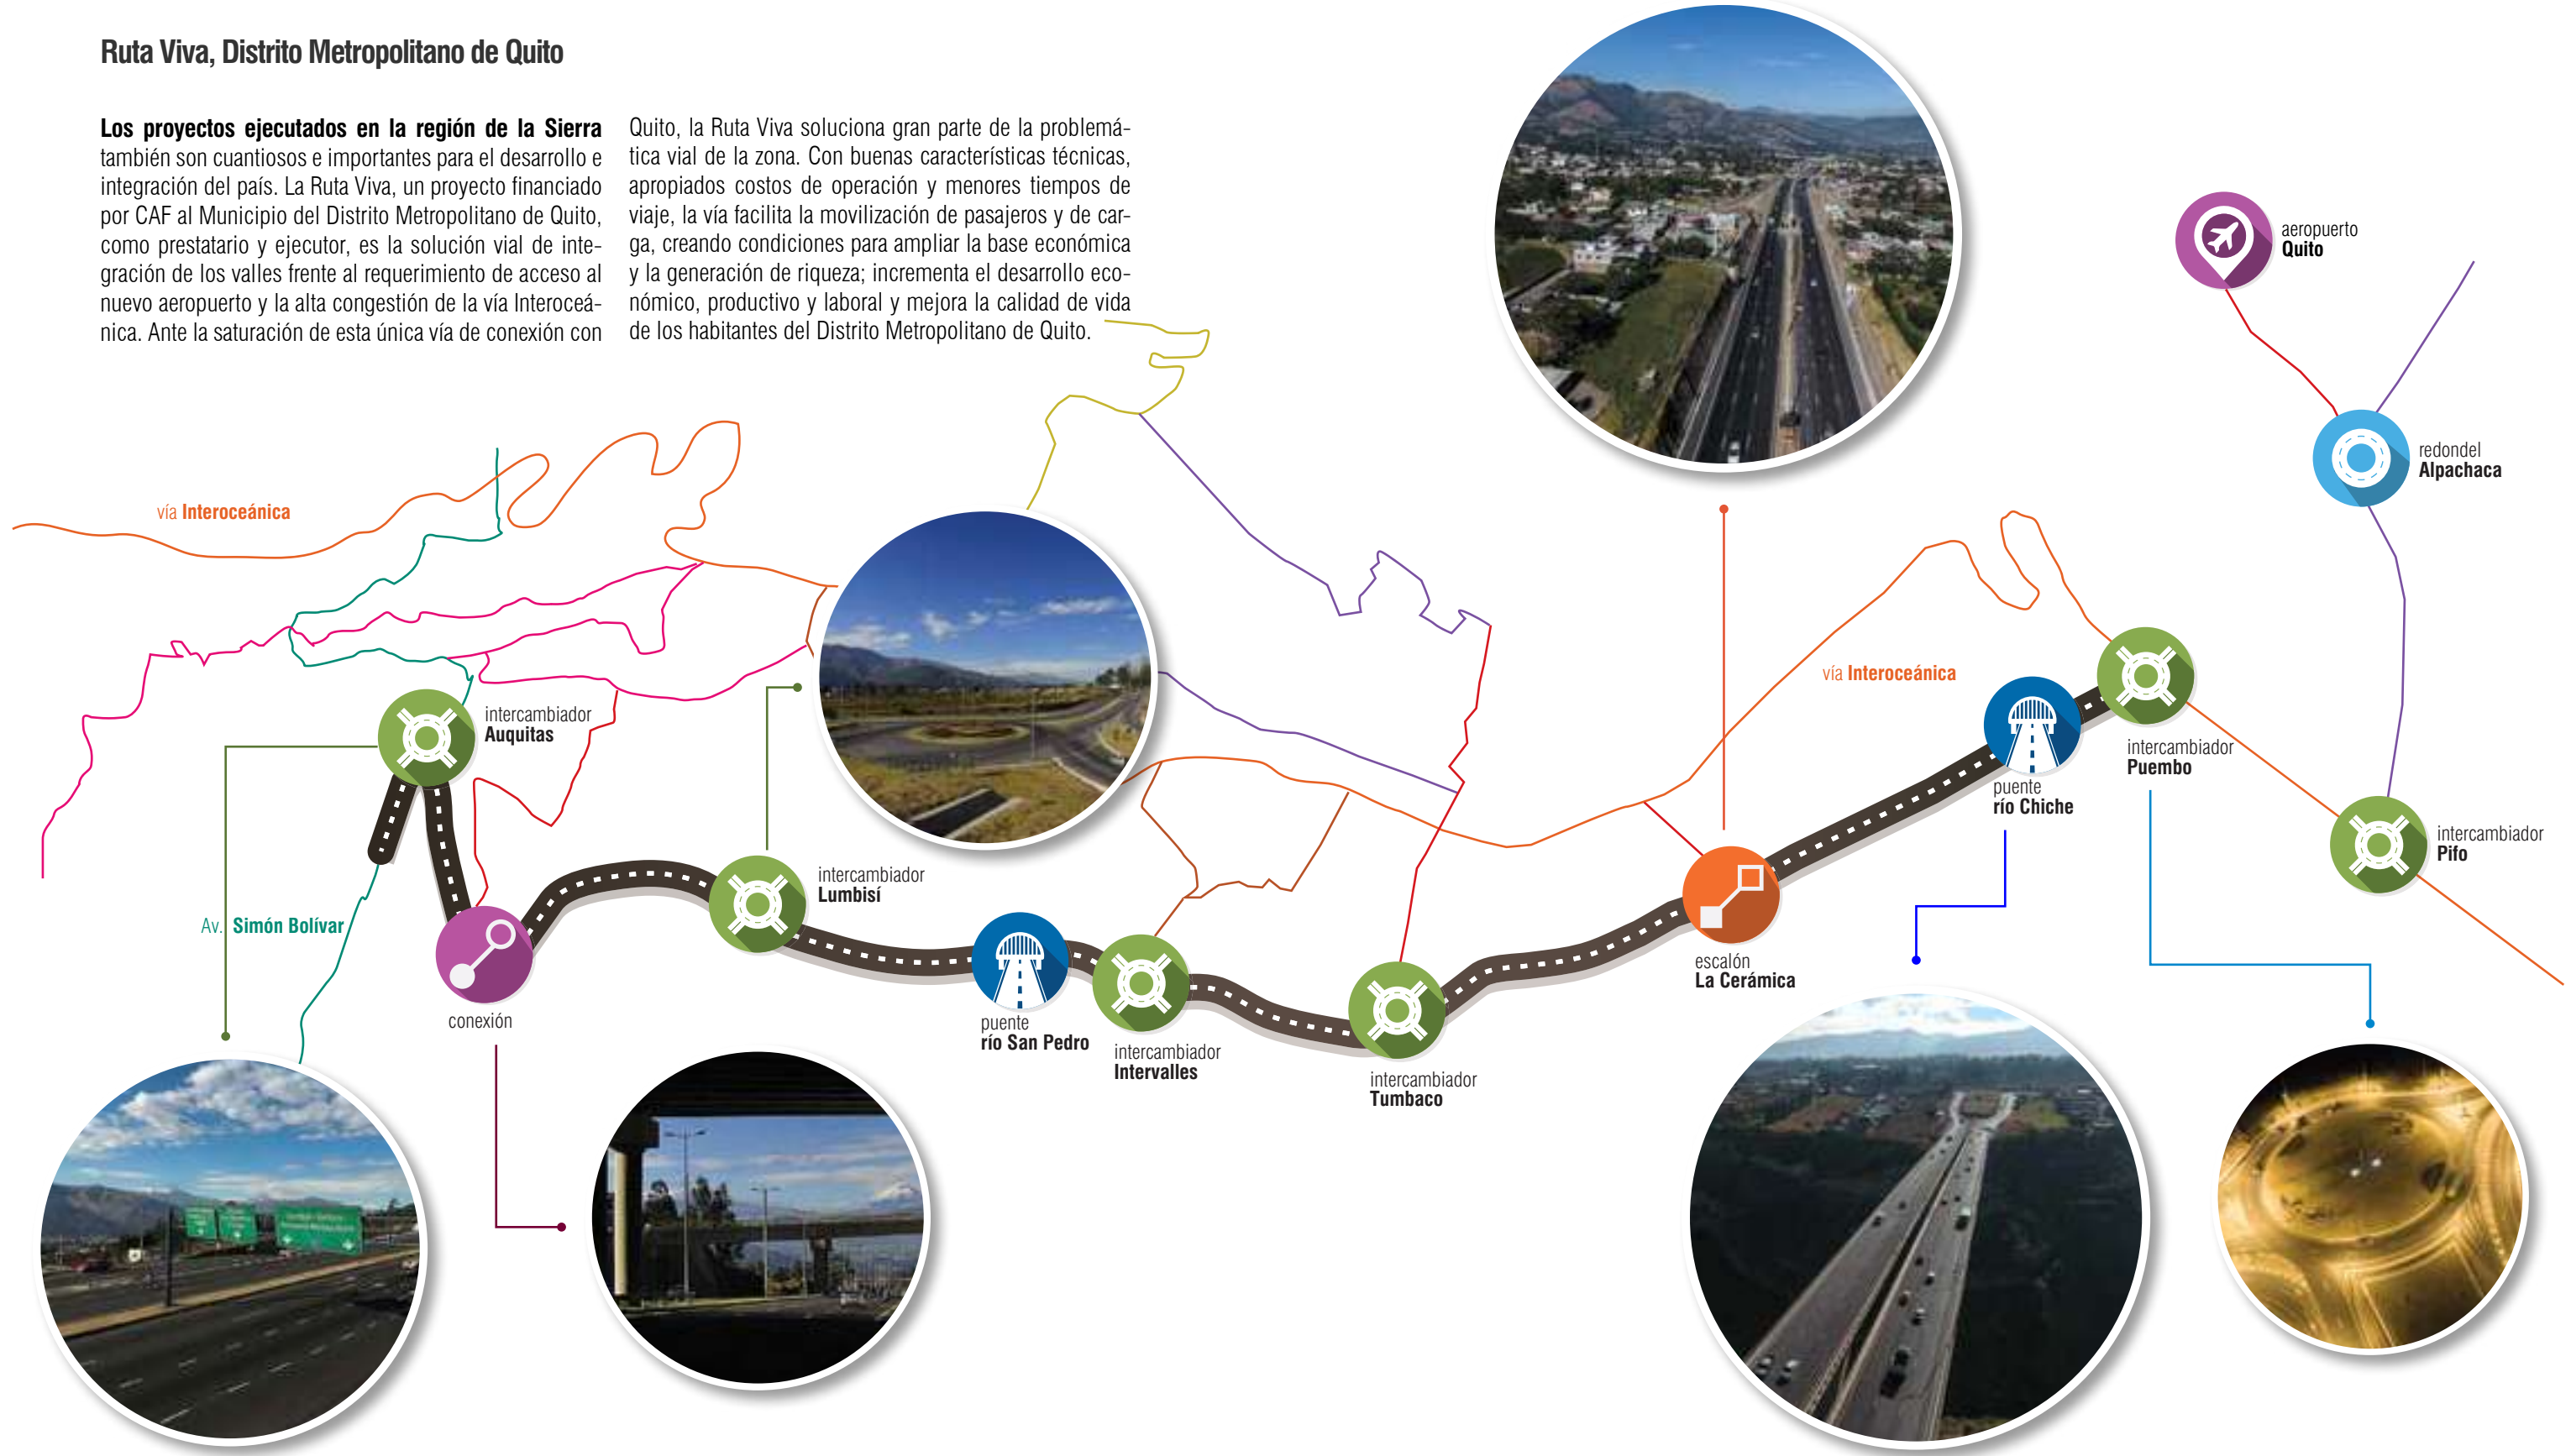 Ruta Viva, Distrito Metropolitano de Quito
Los proyectos ejecutados en la región de la Sierra
también son cuantiosos e importantes para el desarrollo e
integración del país. La Ruta Viva, un proyecto financiado
por CAF al Municipio del Distrito Metropolitano de Quito,
como prestatario y ejecutor, es la solución vial de inte-
gración de los valles frente al requerimiento de acceso al
nuevo aeropuerto y la alta congestión de la vía Interoceá-
nica. Ante la saturación de esta única vía de conexión con
Quito, la Ruta Viva soluciona gran parte de la problemá-
tica vial de la zona. Con buenas características técnicas,
apropiados costos de operación y menores tiempos de
viaje, la vía facilita la movilización de pasajeros y de car-
ga, creando condiciones para ampliar la base económica
y la generación de riqueza; incrementa el desarrollo eco-
nómico, productivo y laboral y mejora la calidad de vida
de los habitantes del Distrito Metropolitano de Quito.
aeropuerto
Quito
redondel
Alpachaca
vía Interoceánica
vía Interoceánica
intercambiador
Auquitas
intercambiador
Puembo
puente
río Chiche
intercambiador
Pifo
intercambiador
Lumbisí
Av. Simón Bolívar
escalón
La Cerámica
conexión
puente
río San Pedro
intercambiador
Intervalles
intercambiador
Tumbaco